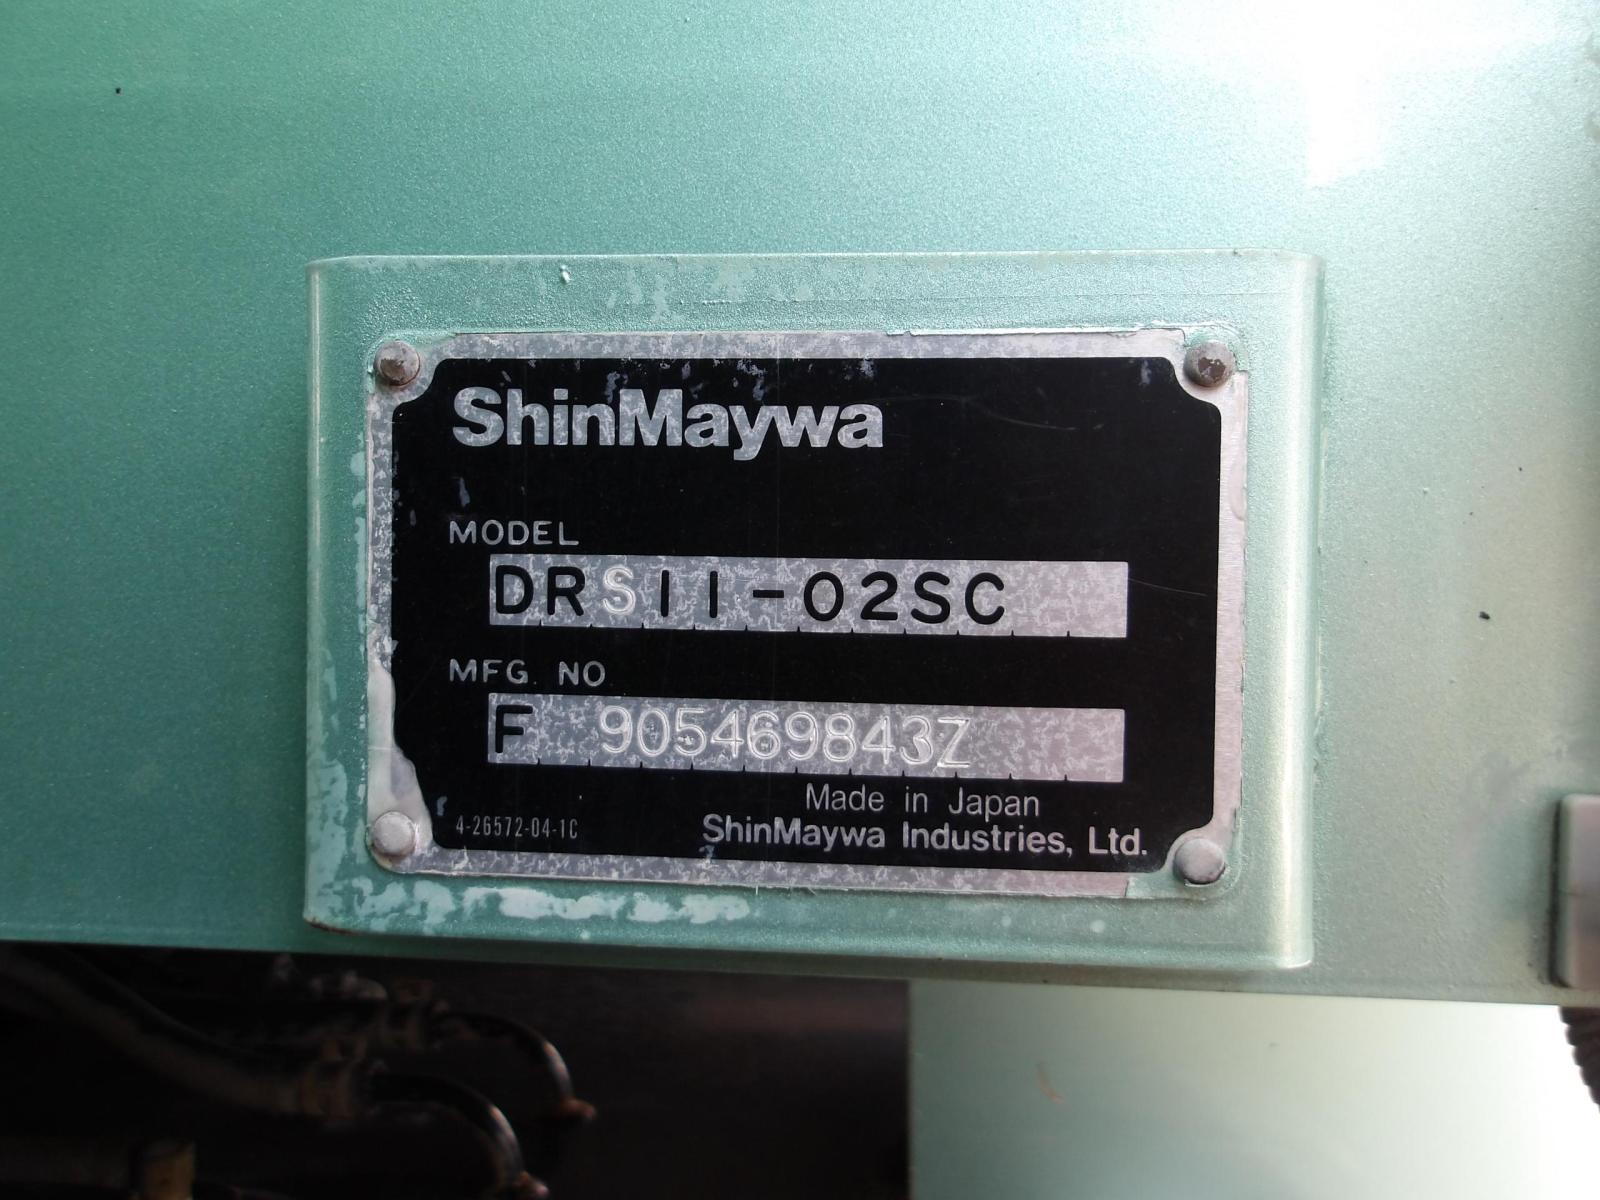 ShinMaywa
MODEL
DRS11-02SC
MFG. NO
F 905469843Z
Made in Japan
4-26572-04-1C
ShinMaywa Industries, Ltd.